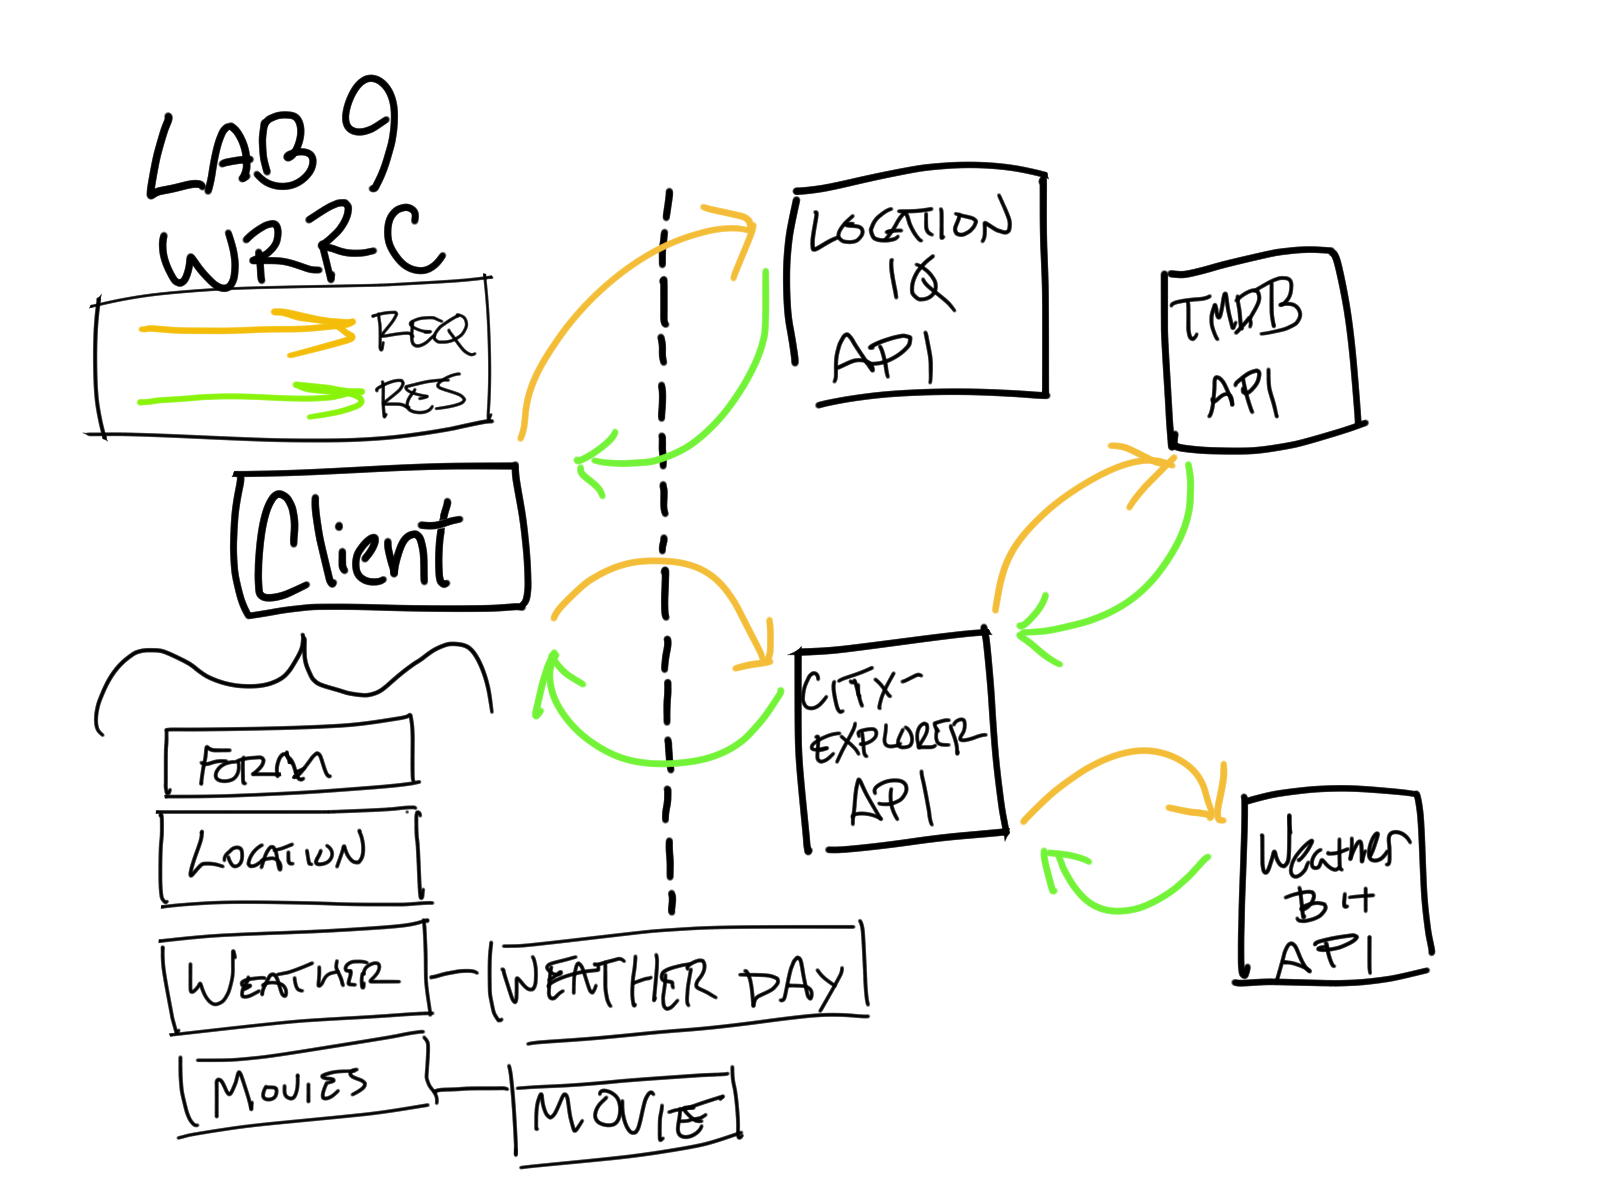 LAB 9
WRRC
REQ
RES
Client
FORM
LOCATION
WEATHER
WEATHER DAY
MOVIES
MOVIE
LOCATION
IQ
API
TMDB
API
CITY-
EXPLORER
API
Weather
Bit
API